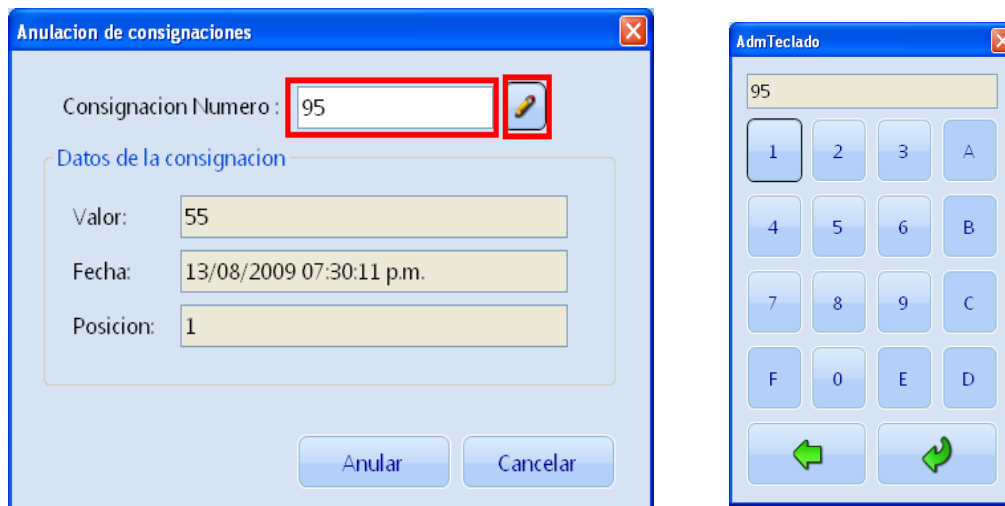 Anulacion de consignaciones
Consignacion Numero : 95
Datos de la consignacion
Valor: 55
Fecha: 13/08/2009 07:30:11 p.m.
Posicion: 1
Anular Cancelar
AdmTeclado
95
1 2 3 A
4 5 6 B
7 8 9 C
F 0 E D